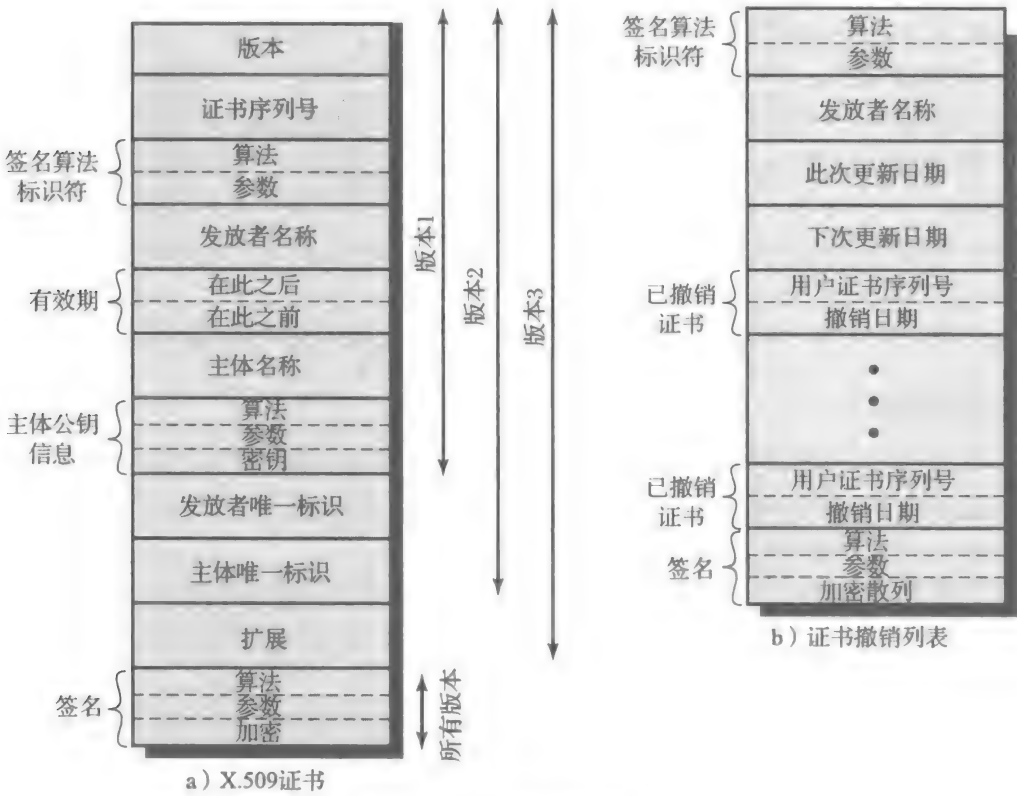 版本
证书序列号
签名算法
标识符
算法
参数
发放者名称
有效期
在此之后
在此之前
主体名称
主体公钥
信息
算法
参数
密钥
发放者唯一标识
主体唯一标识
扩展
签名
算法
参数
加密
版本1
版本2
版本3
所有版本
a）X.509证书
签名算法
标识符
算法
参数
发放者名称
此次更新日期
下次更新日期
已撤销
证书
用户证书序列号
撤销日期
已撤销
证书
用户证书序列号
撤销日期
签名
算法
参数
加密散列
b）证书撤销列表